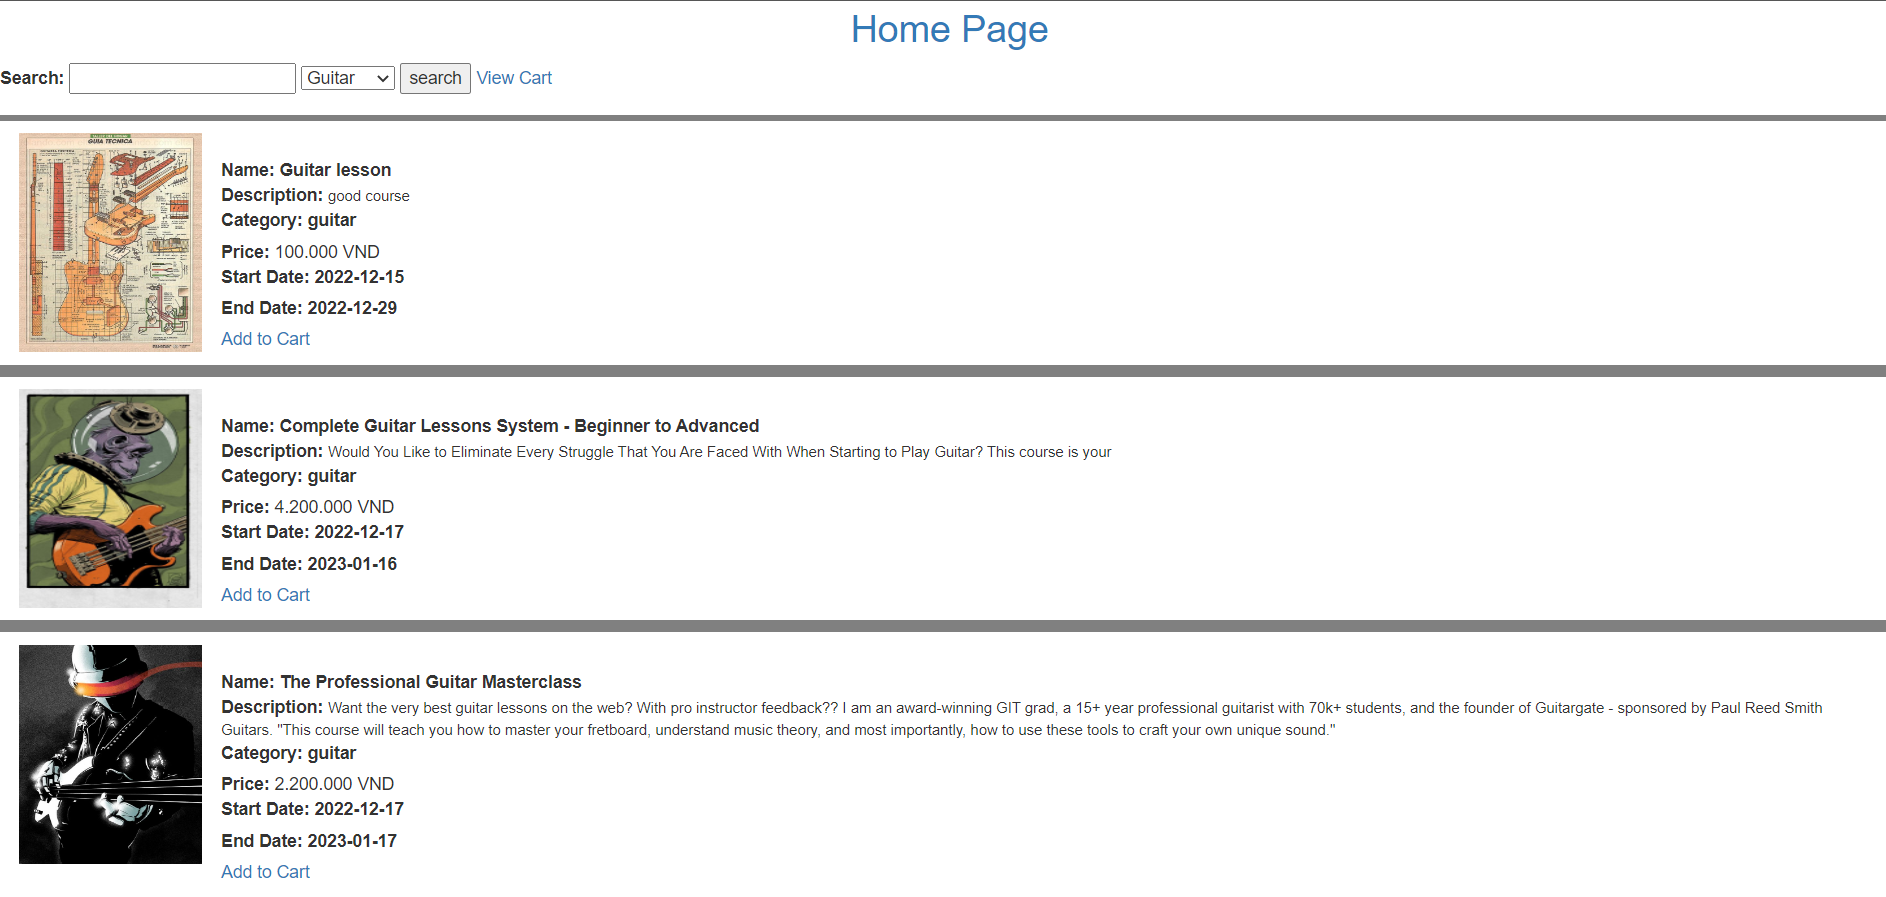 Home Page
Search: Guitar search View Cart
GUIA TECNICA
Name: Guitar lesson
Description: good course
Category: guitar
Price: 100.000 VND
Start Date: 2022-12-15
End Date: 2022-12-29
Add to Cart
Name: Complete Guitar Lessons System - Beginner to Advanced
Description: Would You Like to Eliminate Every Struggle That You Are Faced With When Starting to Play Guitar? This course is your
Category: guitar
Price: 4.200.000 VND
Start Date: 2022-12-17
End Date: 2023-01-16
Add to Cart
Name: The Professional Guitar Masterclass
Description: Want the very best guitar lessons on the web? With pro instructor feedback?? I am an award-winning GIT grad, a 15+ year professional guitarist with 70k+ students, and the founder of Guitargate - sponsored by Paul Reed Smith
Guitars. "This course will teach you how to master your fretboard, understand music theory, and most importantly, how to use these tools to craft your own unique sound."
Category: guitar
Price: 2.200.000 VND
Start Date: 2022-12-17
End Date: 2023-01-17
Add to Cart